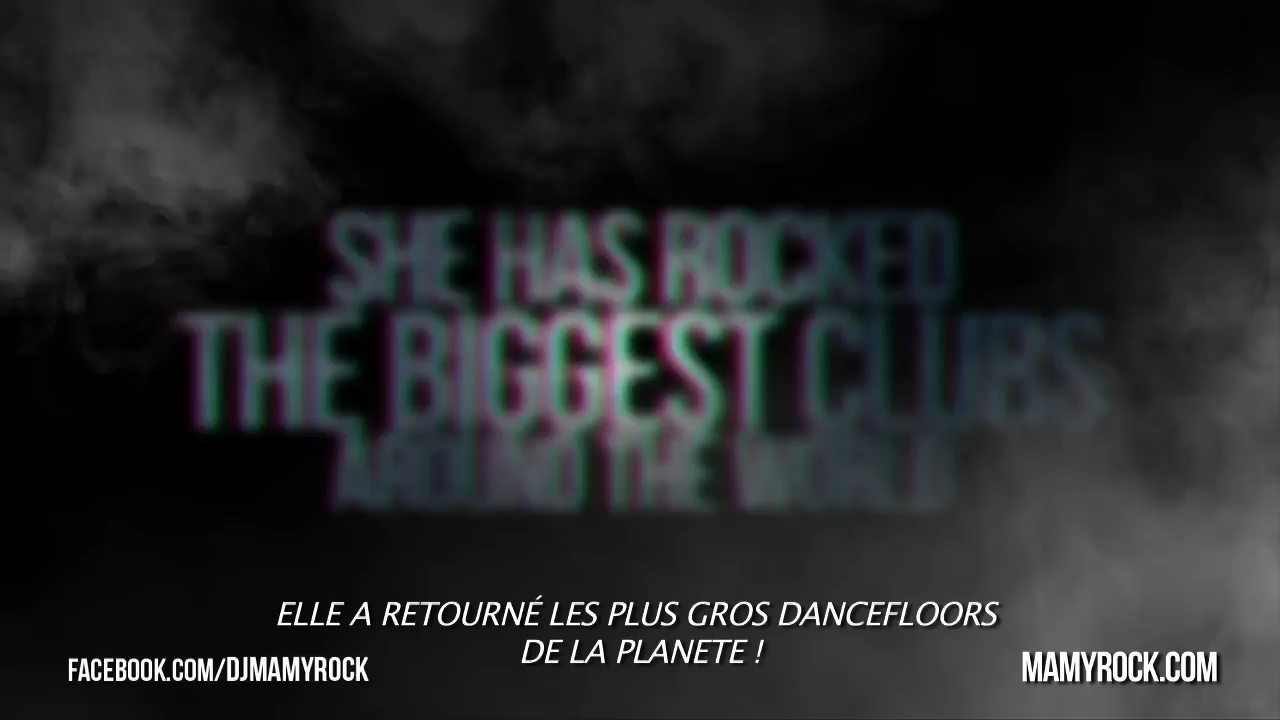 SHE HAS ROCKED
THE BIGGEST CLUBS
AROUND THE WORLD
ELLE A RETOURNÉ LES PLUS GROS DANCEFLOORS
DE LA PLANETE !
FACEBOOK.COM/DJMAMYROCK
MAMYROCK.COM